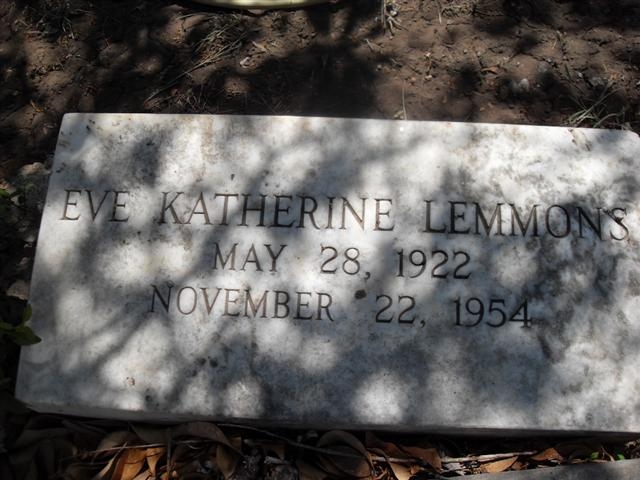 EVE KATHERINE LEMMONS
MAY 28, 1922
NOVEMBER 22, 1954